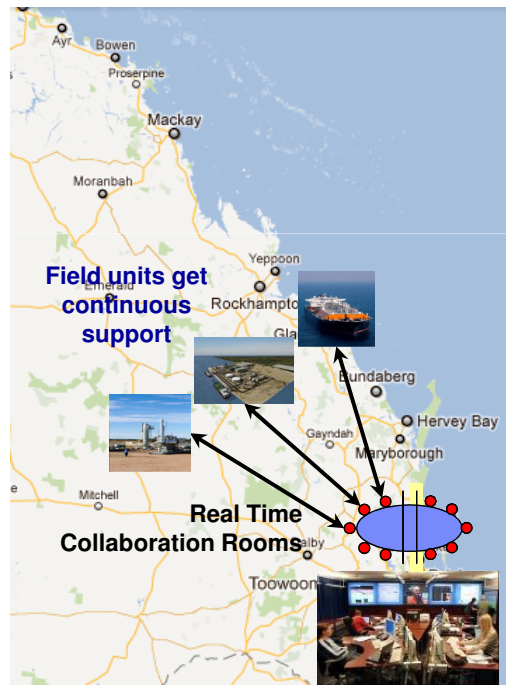 Ayr
Bowen
Proserpine
Mackay
Moranbah
Yeppoon
Field units get
continuous
support
Emerald
Rockhampto
Gla
Bundaberg
Hervey Bay
Gayndah
Maryborough
Mitchell
Real Time
Collaboration Rooms
alby
Toowoom